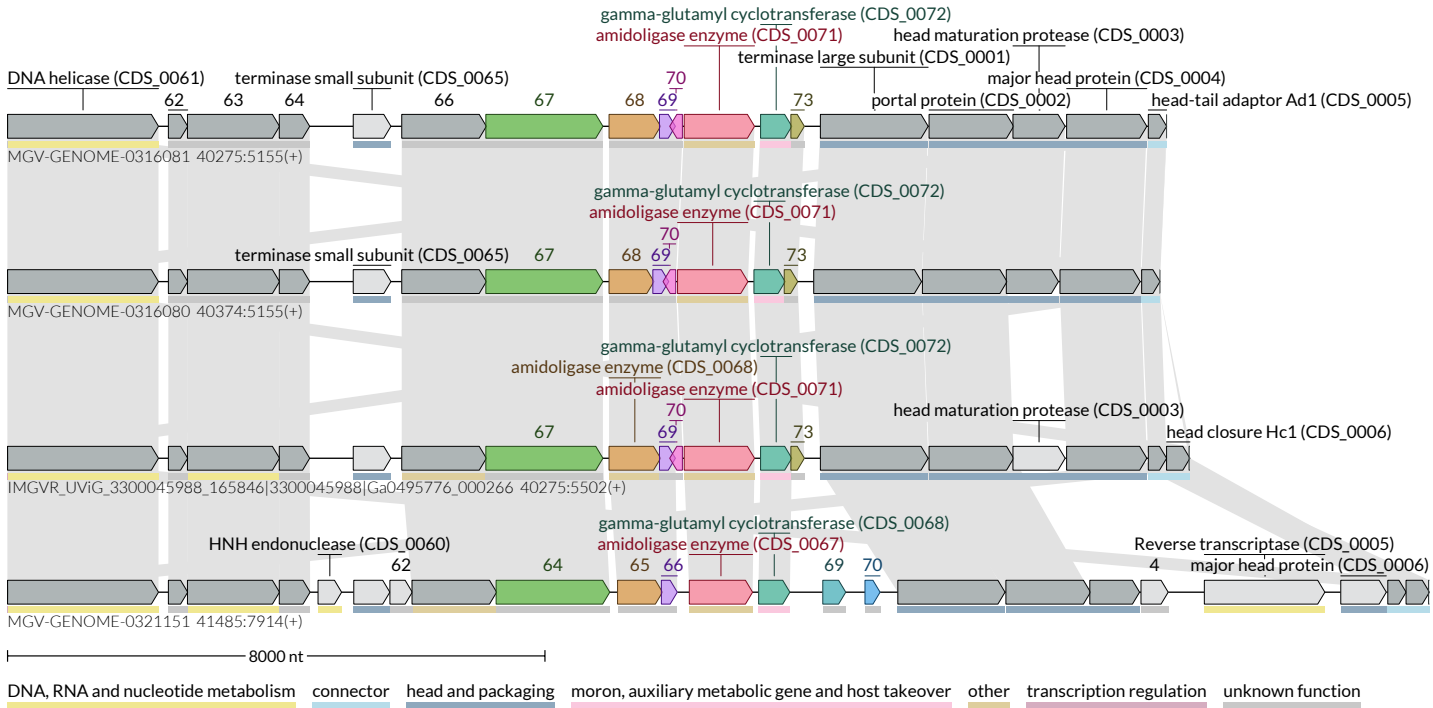 gamma-glutamyl cyclotransferase (CDS_0072)
amidoligase enzyme (CDS_0071) head maturation protease (CDS_0003)
terminase large subunit (CDS_0001)
DNA helicase (CDS_0061) terminase small subunit (CDS_0065) 70 major head protein (CDS_0004)
62 63 64 66 67 68 69 73 portal protein (CDS_0002) head-tail adaptor Ad1 (CDS_0005)
MGV-GENOME-0316081 40275:5155(+)
gamma-glutamyl cyclotransferase (CDS_0072)
amidoligase enzyme (CDS_0071)
70
terminase small subunit (CDS_0065) 67 68 69 73
MGV-GENOME-0316080 40374:5155(+)
gamma-glutamyl cyclotransferase (CDS_0072)
amidoligase enzyme (CDS_0068)
amidoligase enzyme (CDS_0071)
70 head maturation protease (CDS_0003)
67 69 73 head closure Hc1 (CDS_0006)
IMGVR_UViG_3300045988_165846|3300045988|Ga0495776_000266 40275:5502(+)
gamma-glutamyl cyclotransferase (CDS_0068)
HNH endonuclease (CDS_0060) amidoligase enzyme (CDS_0067) Reverse transcriptase (CDS_0005)
62 64 65 66 69 70 4 major head protein (CDS_0006)
MGV-GENOME-0321151 41485:7914(+)
8000 nt
DNA, RNA and nucleotide metabolism connector head and packaging moron, auxiliary metabolic gene and host takeover other transcription regulation unknown function